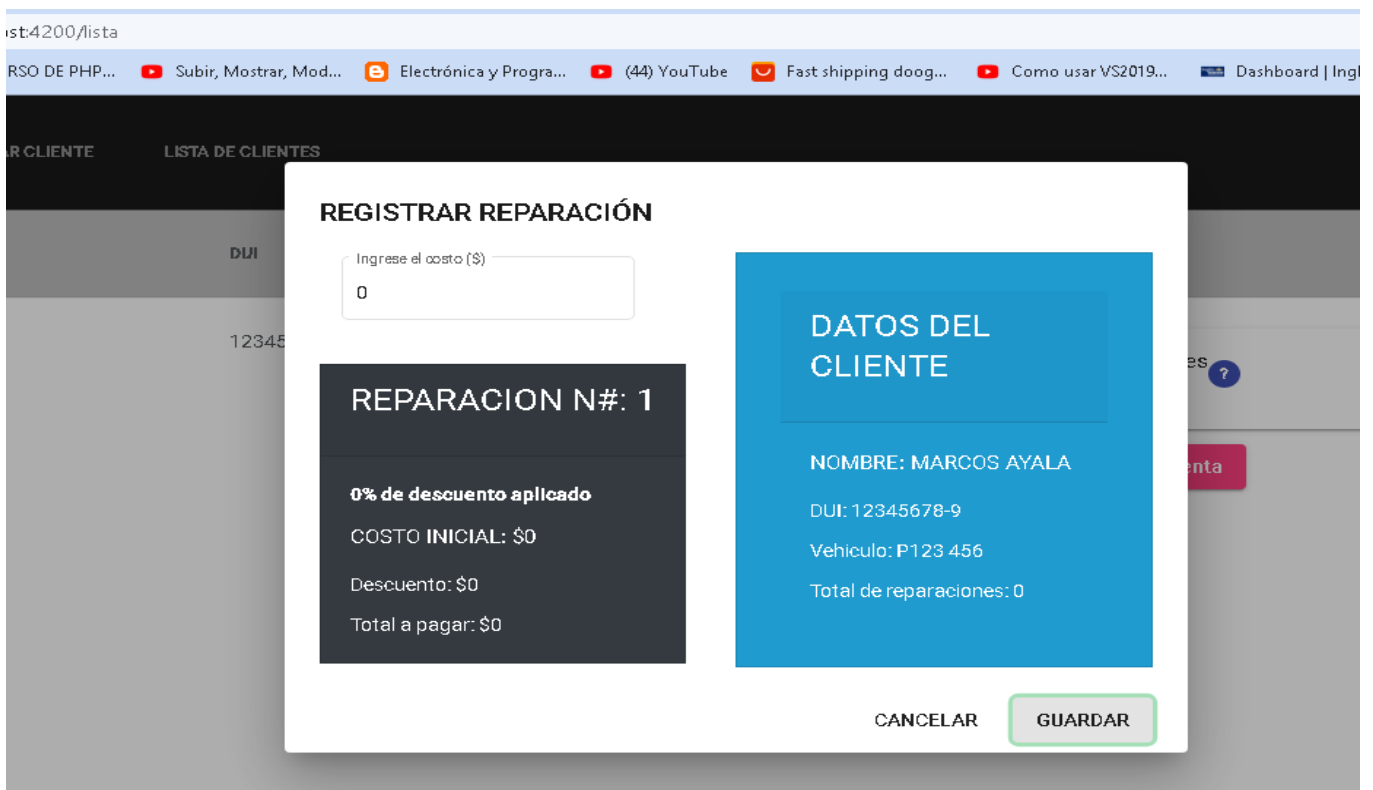 st:4200/lista
RSO DE PHP... Subir, Mostrar, Mod... Electrónica y Progra... (44) YouTube Fast shipping doog... Como usar VS2019... Dashboard | Ingl
AR CLIENTE LISTA DE CLIENTES
REGISTRAR REPARACIÓN
DUI
Ingrese el costo ($)
0
12345
REPARACION N#: 1
0% de descuento aplicado
COSTO INICIAL: $0
Descuento: $0
Total a pagar: $0
DATOS DEL
CLIENTE
NOMBRE: MARCOS AYALA
DUI: 12345678-9
Vehiculo: P123 456
Total de reparaciones: 0
es ?
enta
CANCELAR GUARDAR